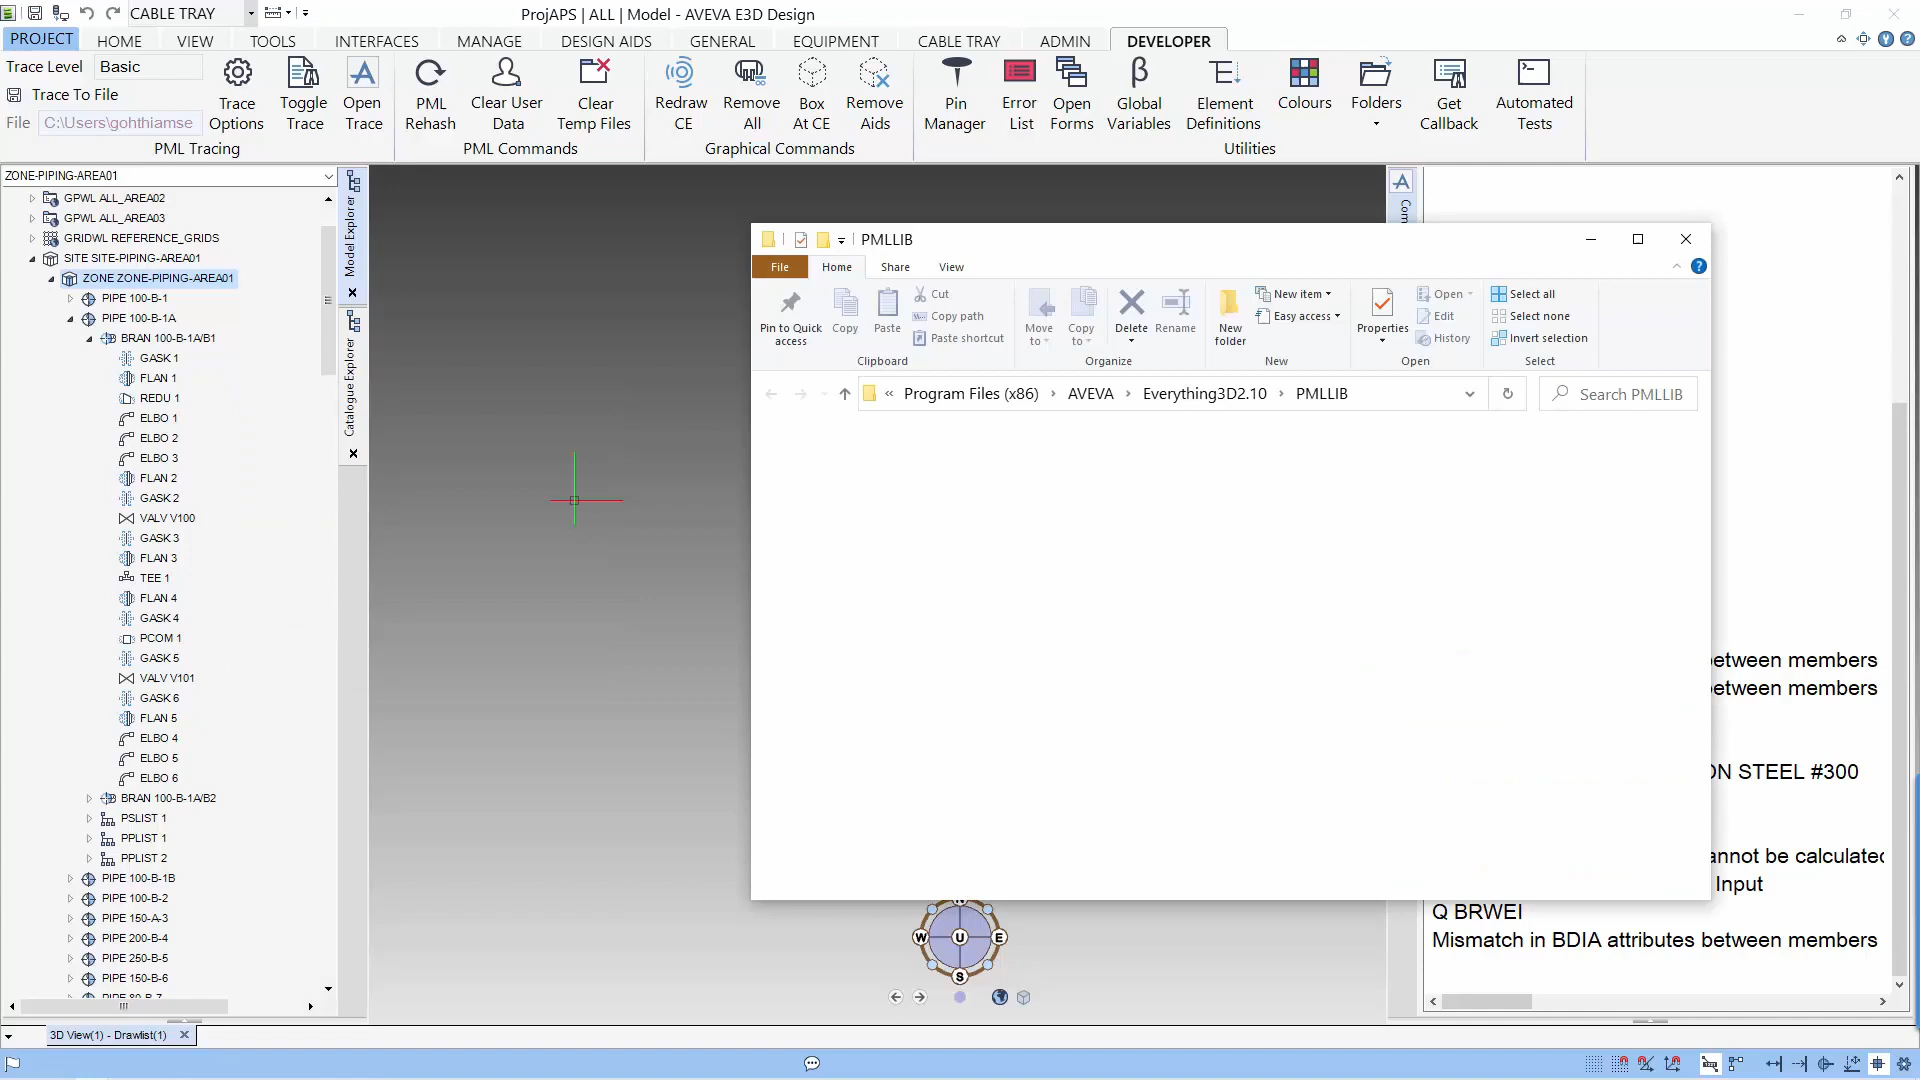 CABLE TRAY
ProjAPS | ALL | Model - AVEVA E3D Design
PROJECT HOME VIEW TOOLS INTERFACES MANAGE DESIGN AIDS GENERAL EQUIPMENT CABLE TRAY ADMIN DEVELOPER
Trace Level Basic
Trace To File
File C:\Users\gohthiamse
Trace Options
Toggle Trace
Open Trace
PML Rehash
Clear User Data
Clear Temp Files
Redraw CE
Remove All
Box At CE
Remove Aids
Pin Manager
Error List
Open Forms
Global Variables
Element Definitions
Colours
Folders
Get Callback
Automated Tests
PML Tracing
PML Commands
Graphical Commands
Utilities
ZONE-PIPING-AREA01
GPWL ALL_AREA02
GPWL ALL_AREA03
GRIDWL REFERENCE_GRIDS
SITE SITE-PIPING-AREA01
ZONE ZONE-PIPING-AREA01
PIPE 100-B-1
PIPE 100-B-1A
BRAN 100-B-1A/B1
GASK 1
FLAN 1
REDU 1
ELBO 1
ELBO 2
ELBO 3
FLAN 2
GASK 2
VALV V100
GASK 3
FLAN 3
TEE 1
FLAN 4
GASK 4
PCOM 1
GASK 5
VALV V101
GASK 6
FLAN 5
ELBO 4
ELBO 5
ELBO 6
BRAN 100-B-1A/B2
PSLIST 1
PPLIST 1
PPLIST 2
PIPE 100-B-1B
PIPE 100-B-2
PIPE 150-A-3
PIPE 200-B-4
PIPE 250-B-5
PIPE 150-B-6
PIPE 80-B-7
Model Explorer
Catalogue Explorer
3D View(1) - Drawlist(1)
PMLLIB
File Home Share View
Pin to Quick access
Copy
Paste
Cut
Copy path
Paste shortcut
Move to
Copy to
Delete
Rename
New folder
New item
Easy access
Properties
Open
Edit
History
Select all
Select none
Invert selection
Clipboard
Organize
New
Open
Select
« Program Files (x86) › AVEVA › Everything3D2.10 › PMLLIB
Search PMLLIB
N
W U E
S
Com
between members
between members
ON STEEL #300
annot be calculated
Input
Q BRWEI
Mismatch in BDIA attributes between members